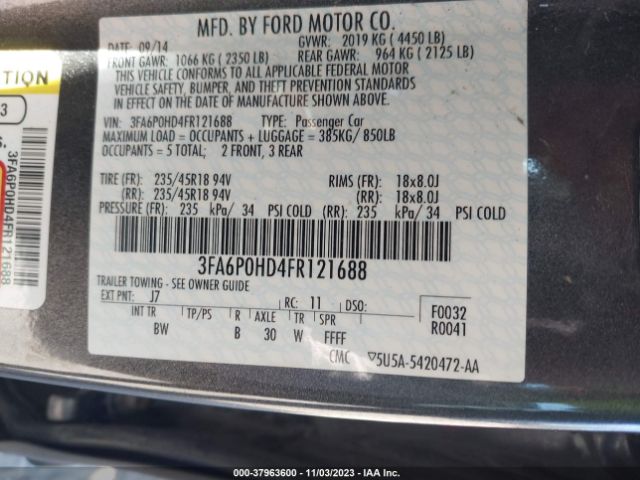 MFD. BY FORD MOTOR CO.
DATE: 09/14 GVWR: 2019 KG ( 4450 LB)
FRONT GAWR: 1066 KG ( 2350 LB) REAR GAWR: 964 KG ( 2125 LB)
THIS VEHICLE CONFORMS TO ALL APPLICABLE FEDERAL MOTOR
VEHICLE SAFETY, BUMPER, AND THEFT PREVENTION STANDARDS
IN EFFECT ON THE DATE OF MANUFACTURE SHOWN ABOVE.
VIN: 3FA6P0HD4FR121688 TYPE: Passenger Car
MAXIMUM LOAD = OCCUPANTS + LUGGAGE = 385KG/ 850LB
OCCUPANTS = 5 TOTAL; 2 FRONT, 3 REAR
TIRE (FR): 235/45R18 94V RIMS (FR): 18x8.0J
(RR): 235/45R18 94V (RR): 18x8.0J
PRESSURE (FR): 235 kPa/ 34 PSI COLD (RR): 235 kPa/ 34 PSI COLD
3FA6P0HD4FR121688
TRAILER TOWING - SEE OWNER GUIDE
EXT PNT: J7 RC: 11 DSO:
INT TR TP/PS R AXLE TR SPR
BW B 30 W FFFF
F0032
R0041
CMC ▽5U5A-5420472-AA
TION
3
3FA6P0HD4FR121688
000-37963600 - 11/03/2023 - IAA Inc.